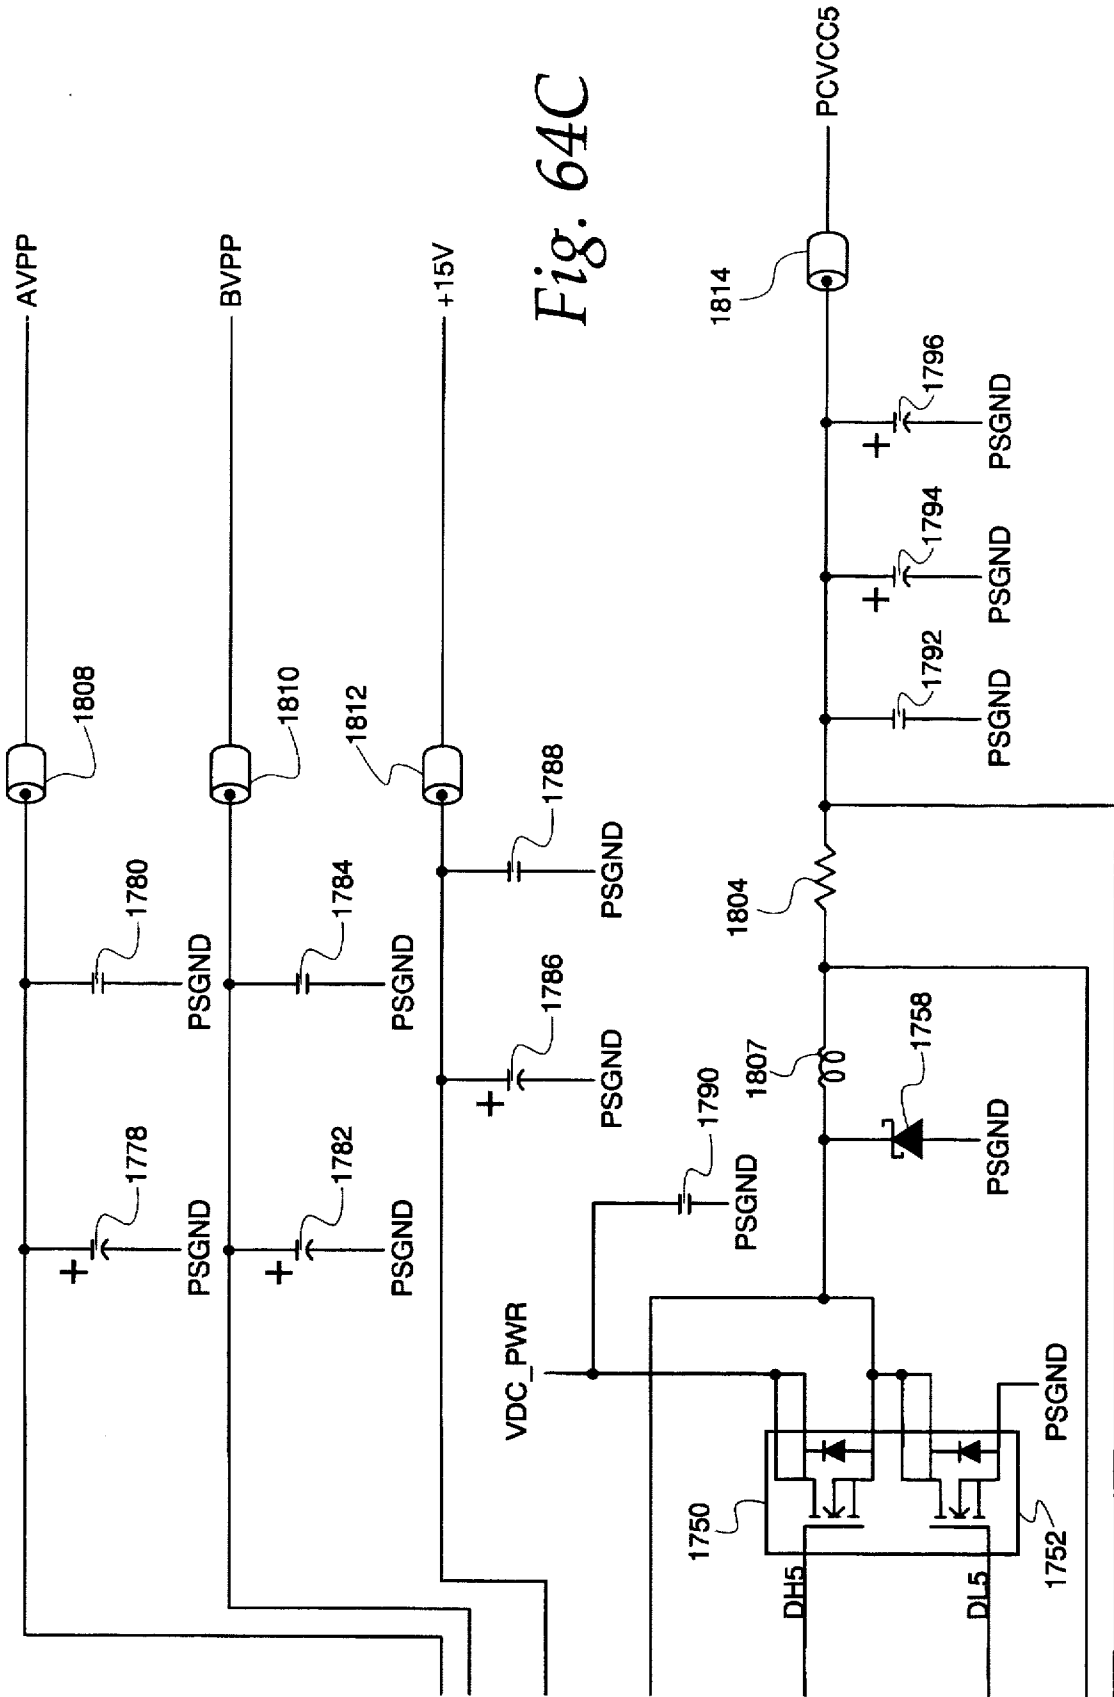 AVPP
1808
1780
PSGND
1778
PSGND
BVPP
1810
1784
PSGND
1782
PSGND
+15V
1812
1788
PSGND
1786
PSGND
Fig. 64C
VDC_PWR
1790
PSGND
PCVCC5
1814
1796
PSGND
1794
PSGND
1792
PSGND
1804
1807
1758
PSGND
1750
DH5
DL5
1752
PSGND
+
+
+
+
+